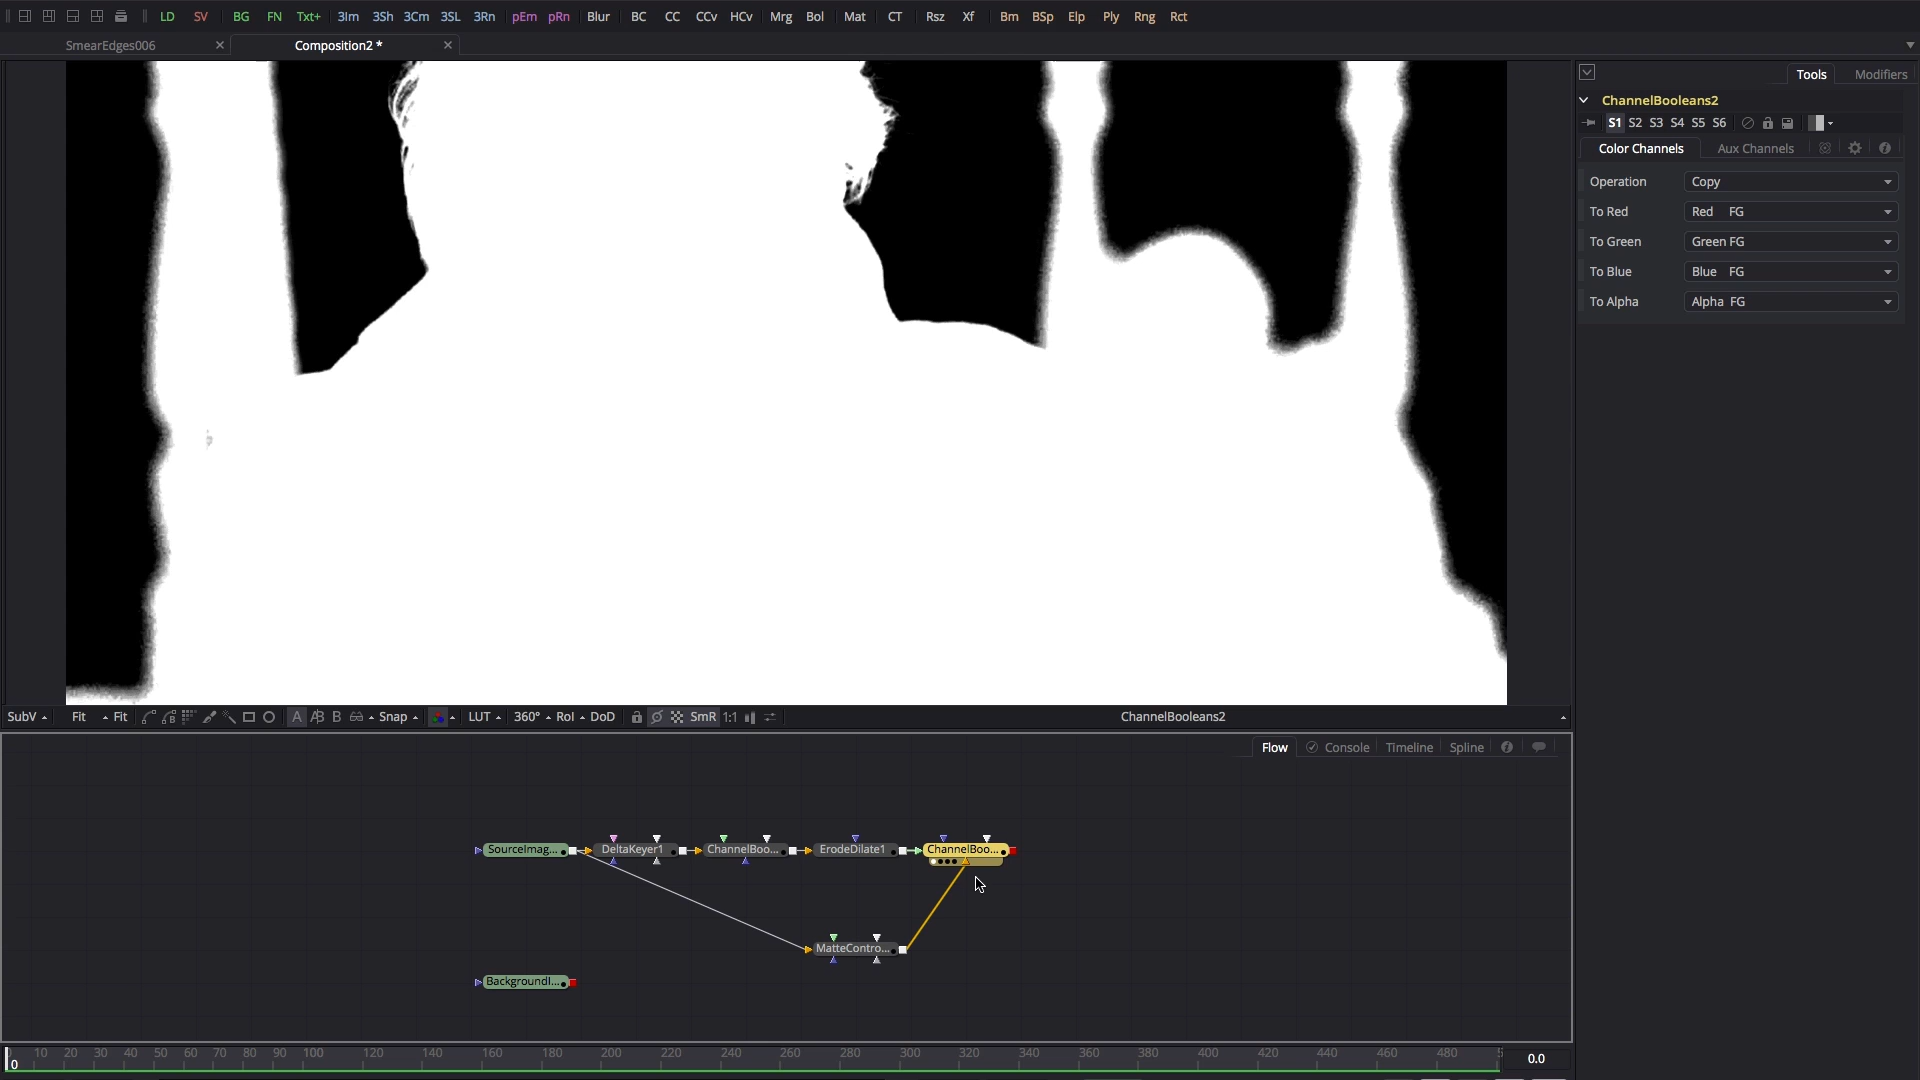 LD SV BG FN Txt+ 3Im 3Sh 3Cm 3SL 3Rn pEm pRn Blur BC CC CCv HCv Mrg Bol Mat CT Rsz Xf Bm BSp Elp Ply Rng Rct
SmearEdges006 Composition2 *
Tools Modifiers
ChannelBooleans2
S1 S2 S3 S4 S5 S6
Color Channels Aux Channels
Operation Copy
To Red Red FG
To Green Green FG
To Blue Blue FG
To Alpha Alpha FG
SubV Fit Fit A B Snap LUT 360° RoI DoD SmR 1:1 ChannelBooleans2
Flow Console Timeline Spline
SourceImag... DeltaKeyer1 ChannelBoo... ErodeDilate1 ChannelBoo...
MatteContro...
BackgroundI...
10 20 30 40 50 60 70 80 90 100 120 140 160 180 200 220 240 260 280 300 320 340 360 380 400 420 440 460 480
0 0.0